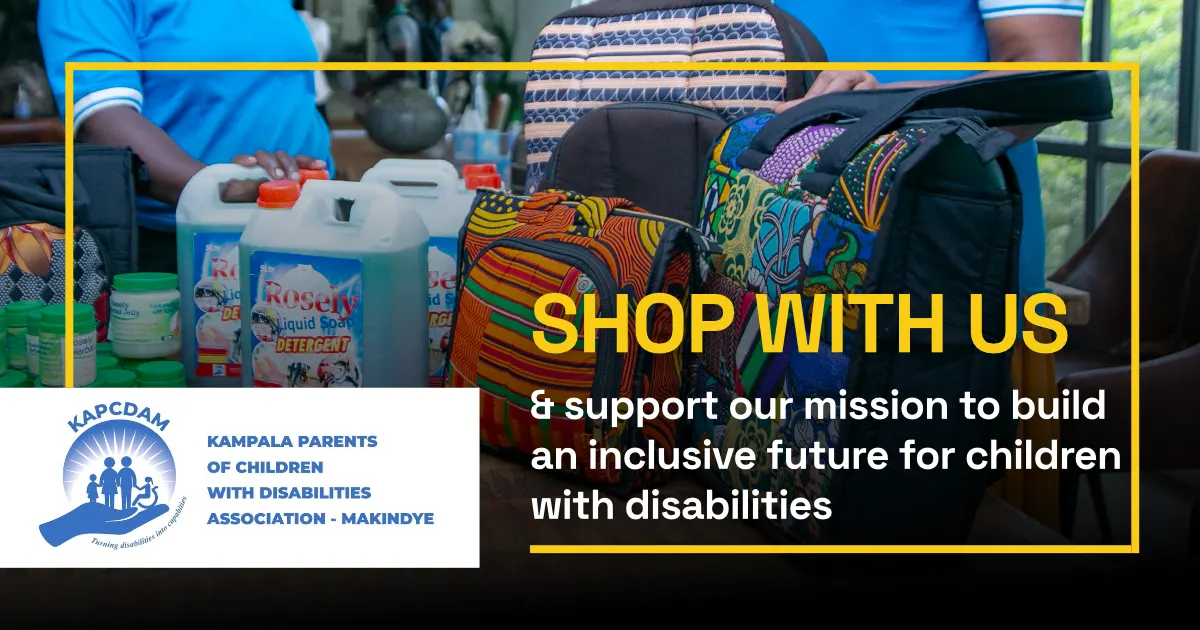 SHOP WITH US
& support our mission to build
an inclusive future for children
with disabilities
KAPCDAM
Turning disabilities into capabilities
KAMPALA PARENTS
OF CHILDREN
WITH DISABILITIES
ASSOCIATION - MAKINDYE
5Ltr
Rosely
Liquid Soap
DETERGENT